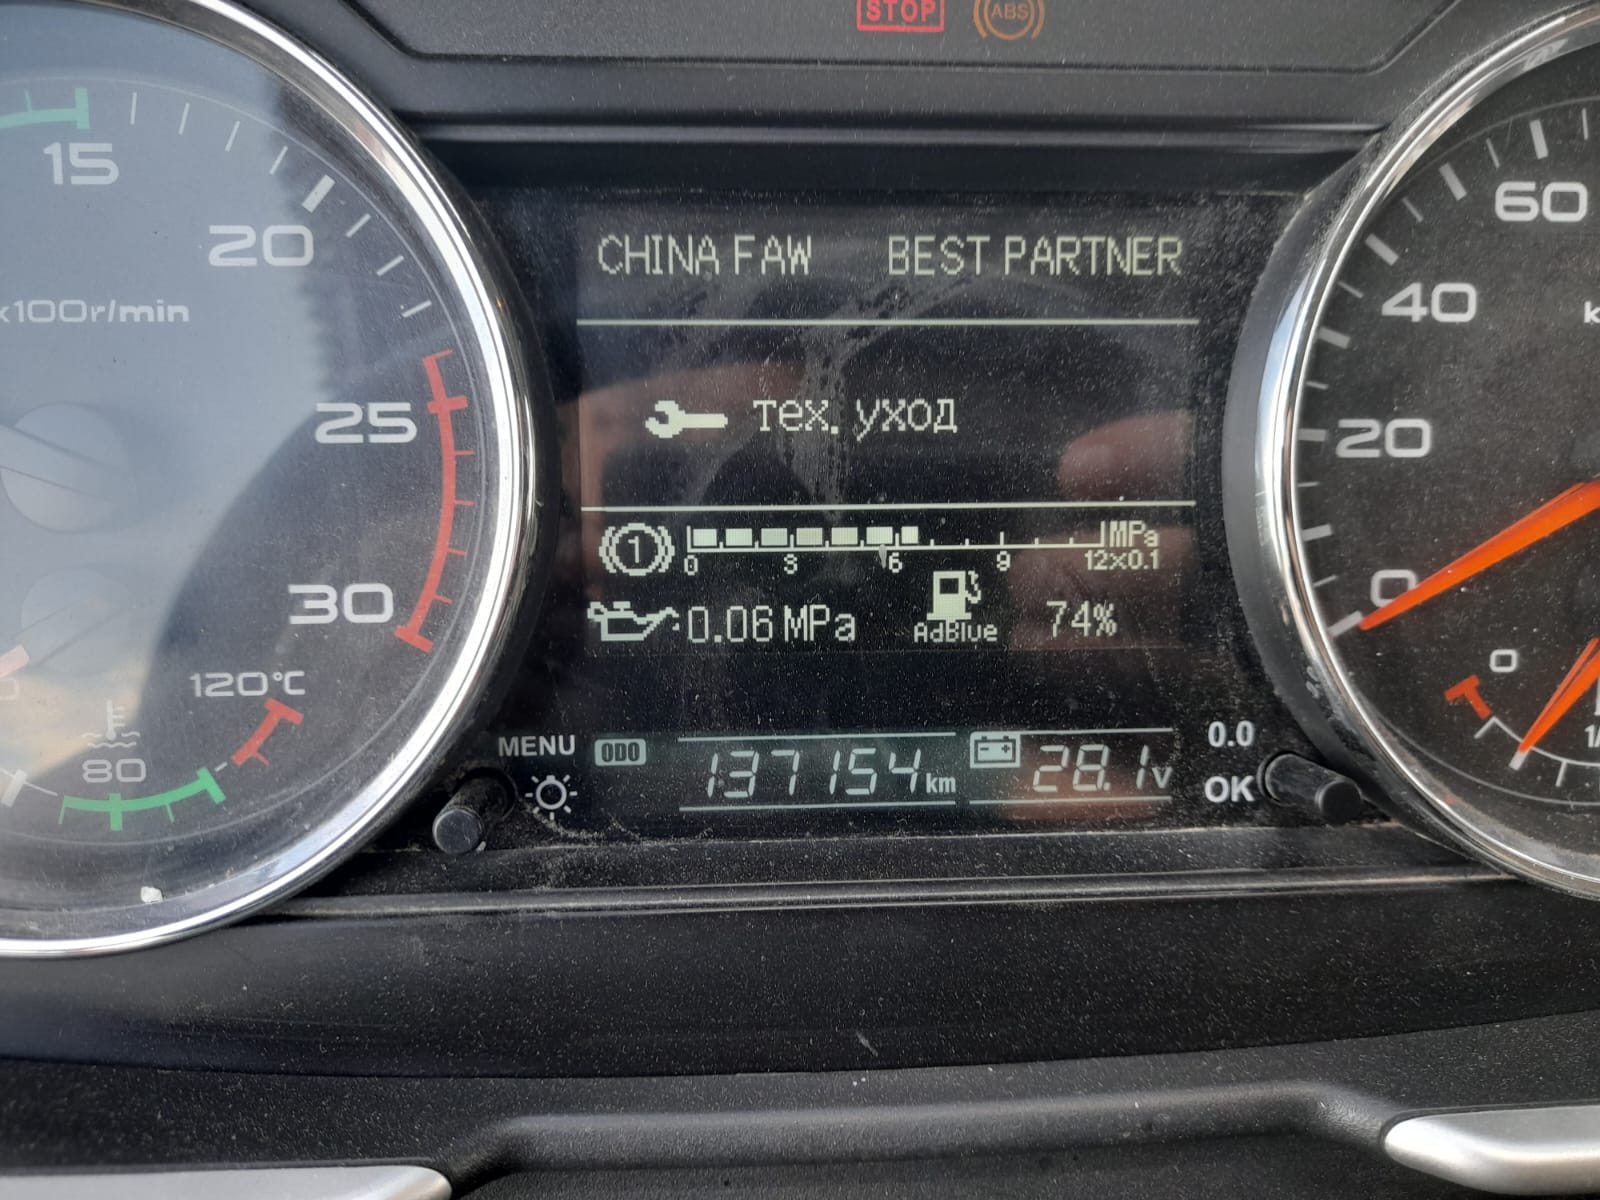 STOP ABS
15
20
x100r/min
25
30
120°C
80
CHINA FAW BEST PARTNER
тех. уход
1 MPa
0 3 6 9 12x0.1
0.06 MPa AdBlue 74%
MENU ODO 137154 km 28.1 v 0.0
OK
60
40
20
0
0